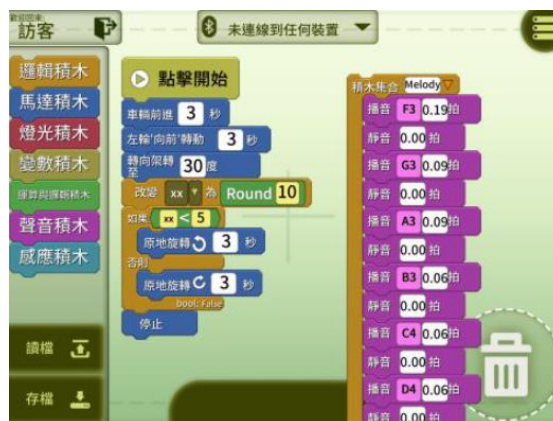 歡迎回來,
訪客
未連線到任何裝置
邏輯積木
馬達積木
燈光積木
變數積木
運算與邏輯積木
聲音積木
感應積木
讀檔
存檔
點擊開始
車輪前進 3 秒
左輪'向前'轉動 3 秒
轉向架轉至 30 度
改變 xx 為 Round 10
如果 xx < 5
原地旋轉 3 秒
否則
原地旋轉 3 秒
bool: False
停止
積木集合 Melody
播音 F3 0.19拍
靜音 0.00 拍
播音 G3 0.09拍
靜音 0.00 拍
播音 A3 0.09拍
靜音 0.00 拍
播音 B3 0.06拍
靜音 0.00 拍
播音 C4 0.06拍
靜音 0.00 拍
播音 D4 0.06拍
靜音 0.00 拍